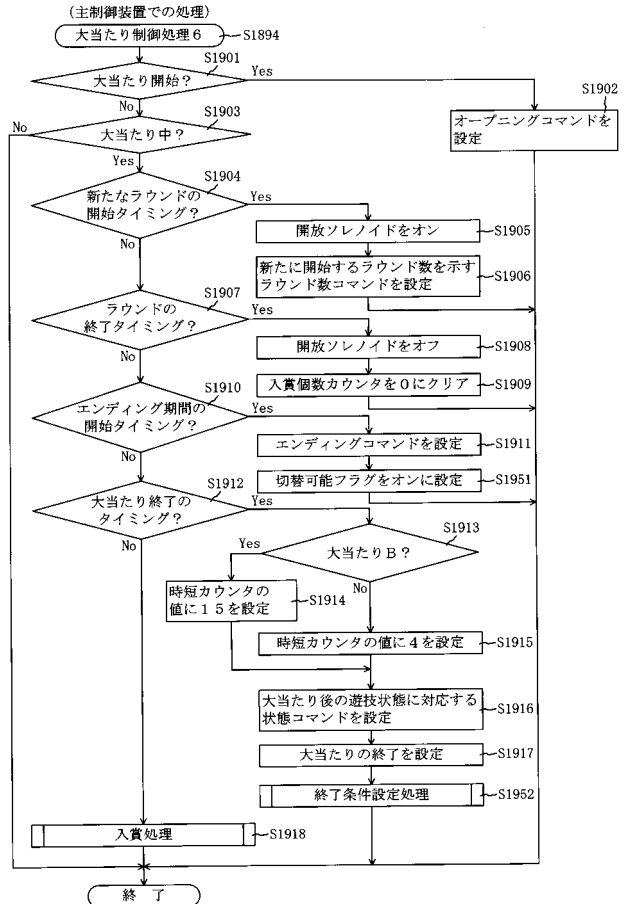 (主制御装置での処理)
大当たり制御処理6
S1894
S1901
大当たり開始?
Yes
No
S1902
オープニングコマンドを
設定
S1903
大当たり中?
No
Yes
S1904
新たなラウンドの
開始タイミング?
Yes
No
開放ソレノイドをオン
S1905
新たに開始するラウンド数を示す
ラウンド数コマンドを設定
S1906
S1907
ラウンドの
終了タイミング?
Yes
No
開放ソレノイドをオフ
S1908
入賞個数カウンタを0にクリア
S1909
S1910
エンディング期間の
開始タイミング?
Yes
No
エンディングコマンドを設定
S1911
切替可能フラグをオンに設定
S1951
S1912
大当たり終了の
タイミング?
Yes
No
S1913
大当たりB?
Yes
No
時短カウンタの
値に15を設定
S1914
時短カウンタの値に4を設定
S1915
大当たり後の遊技状態に対応する
状態コマンドを設定
S1916
大当たりの終了を設定
S1917
終了条件設定処理
S1952
入賞処理
S1918
終 了